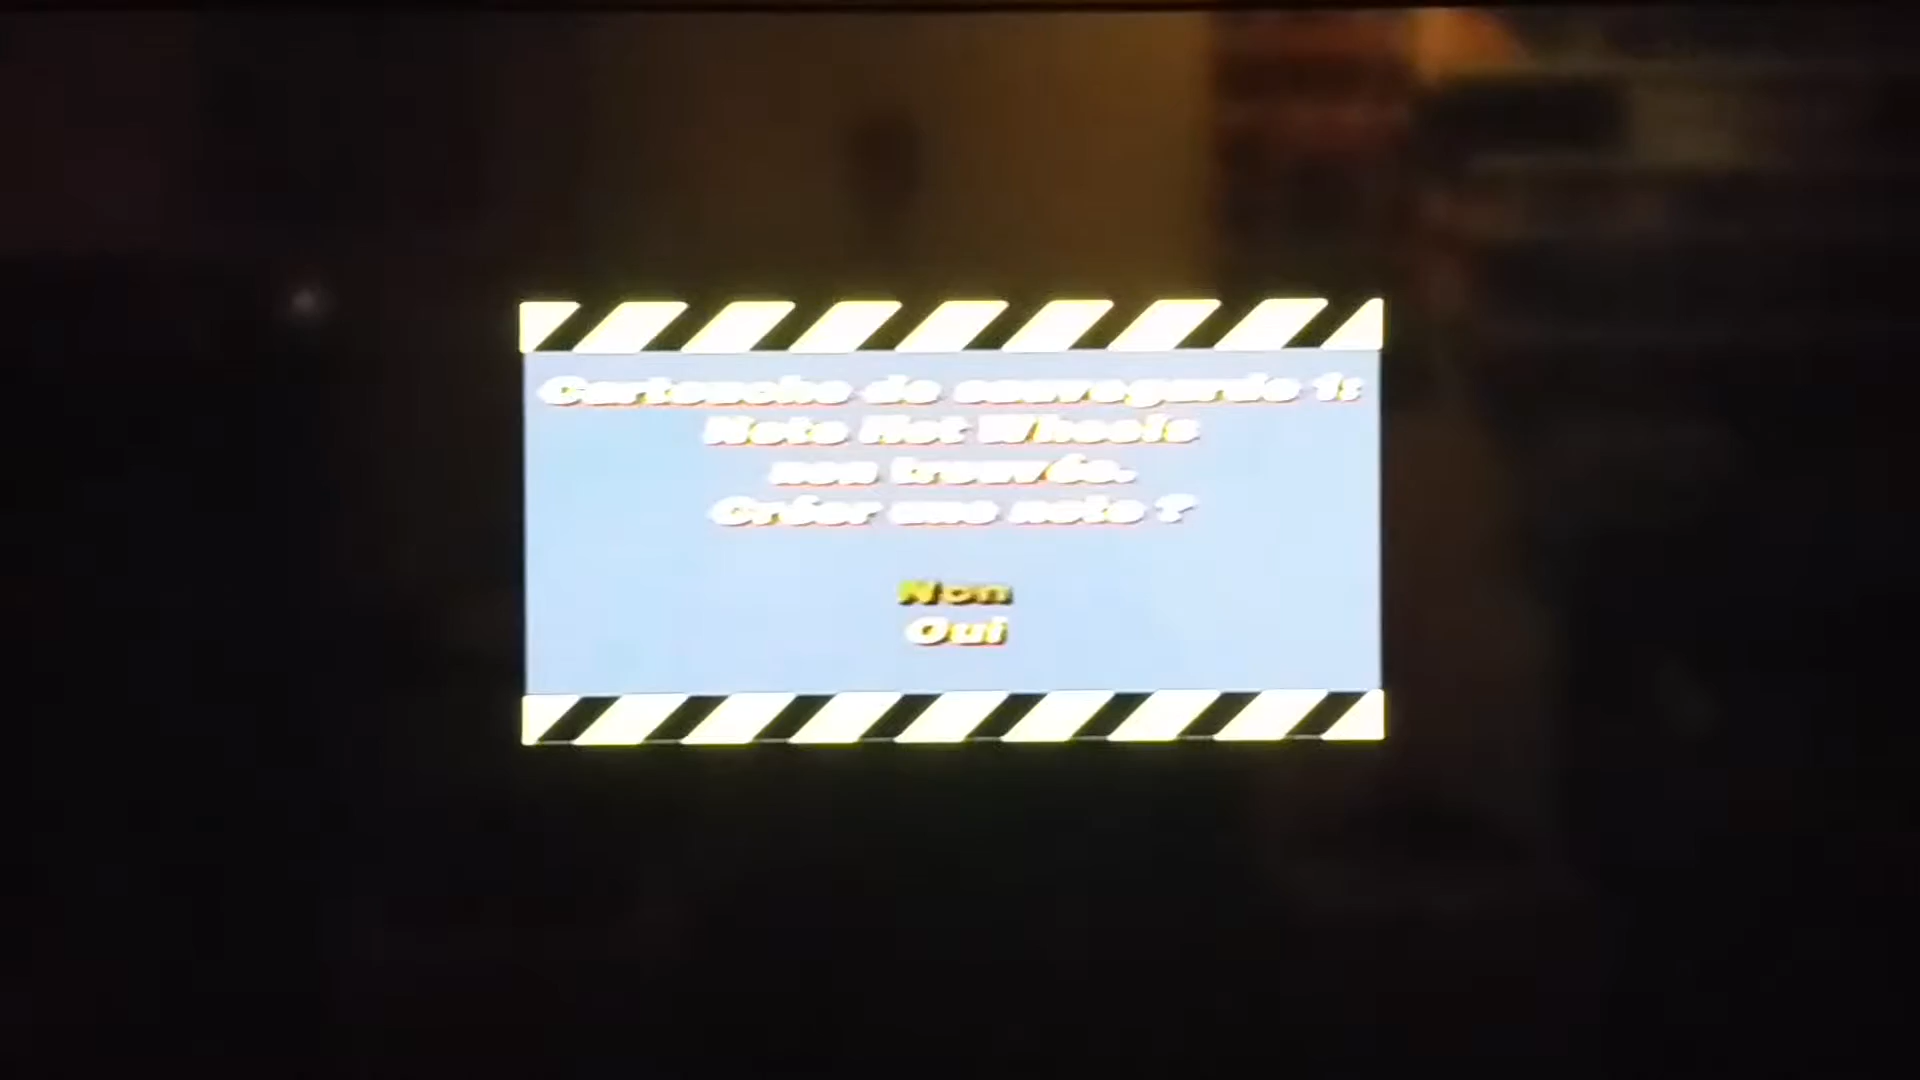 Cartouche de sauvegarde 1:
Note Hot Wheels
non trouvée.
Créer une note ?
Non
Oui